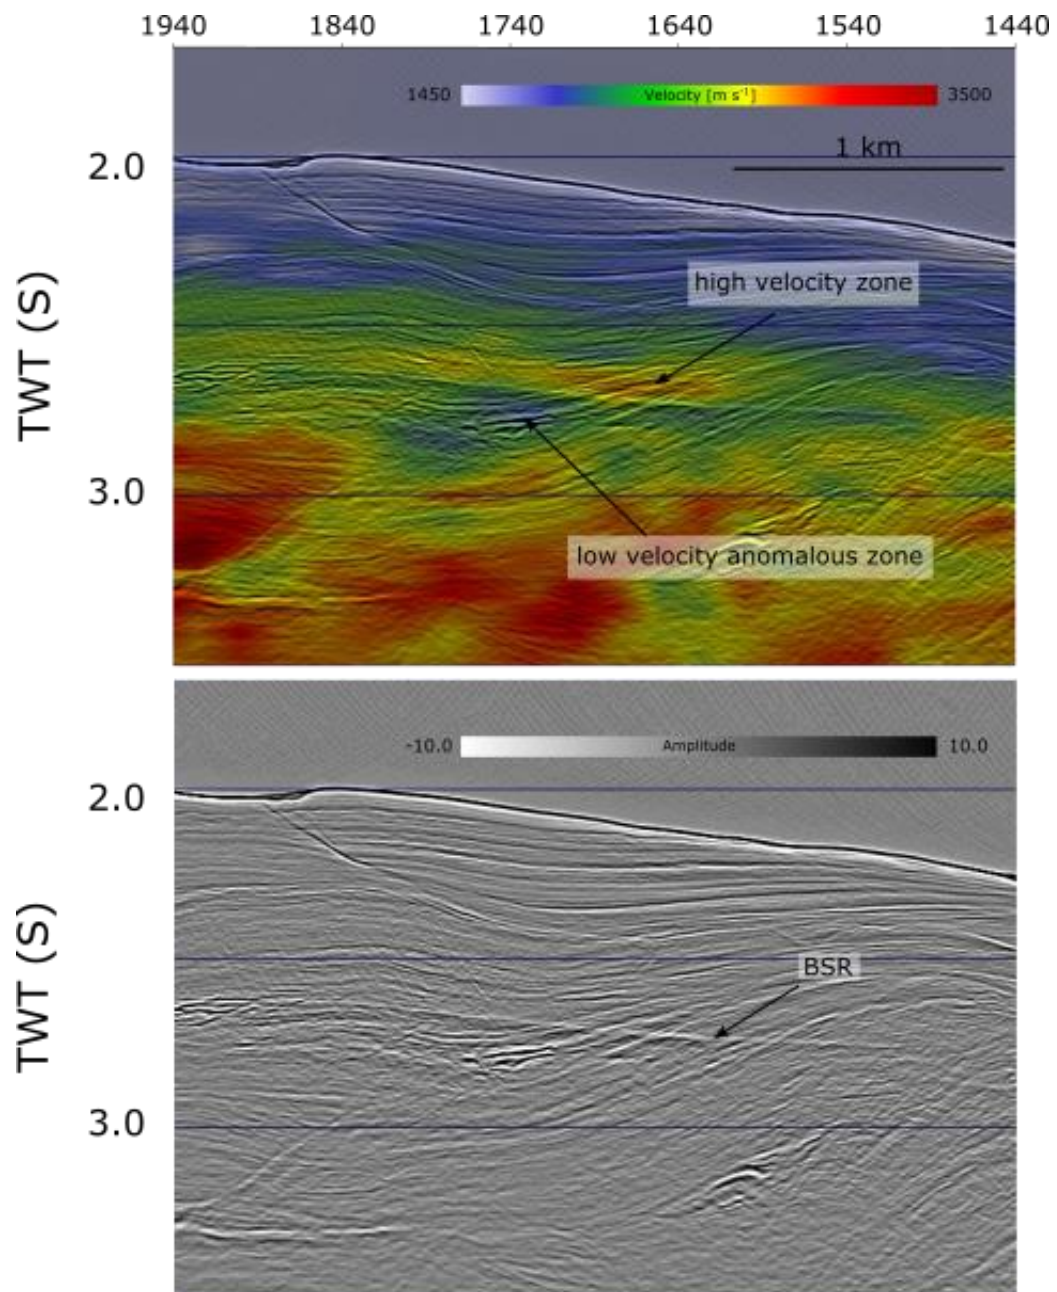 1940 1840 1740 1640 1540 1440
1450 Velocity [m s⁻¹] 3500
1 km
2.0
high velocity zone
TWT (S)
3.0
low velocity anomalous zone
-10.0 Amplitude 10.0
2.0
BSR
TWT (S)
3.0